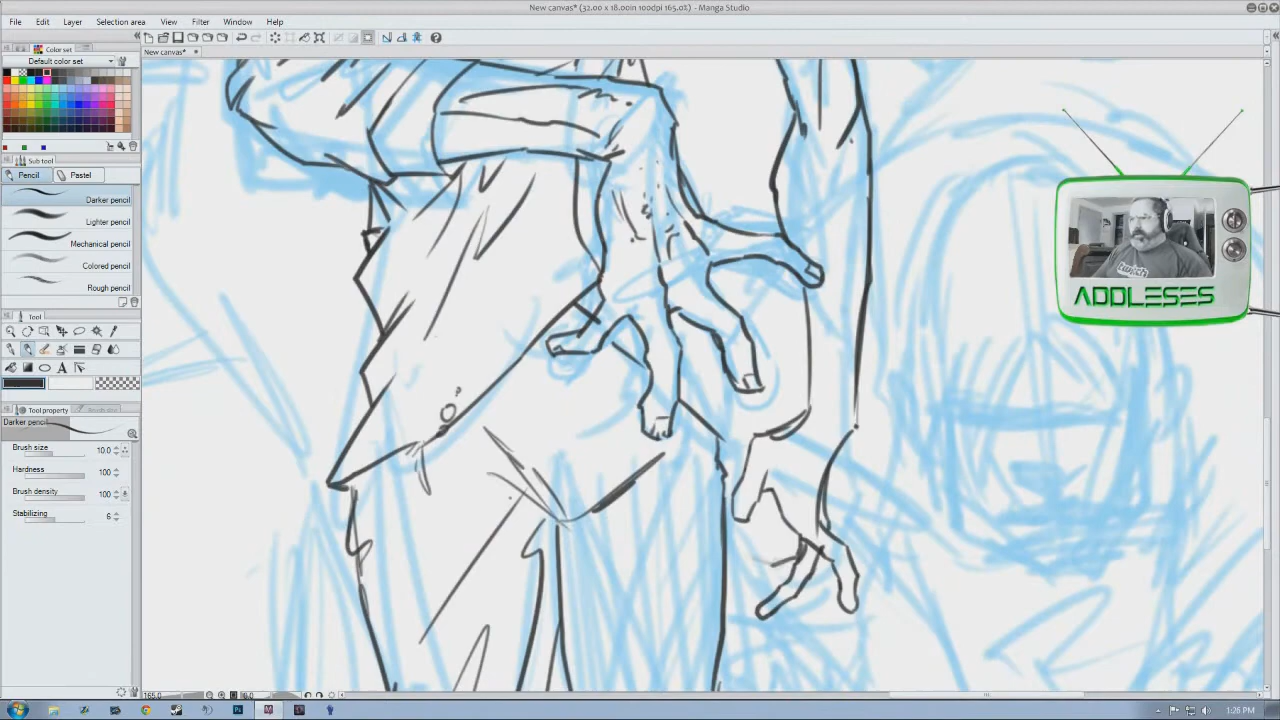 New canvas* (32.00 x 18.00in 100dpi 165.0%) - Manga Studio
File Edit Layer Selection area View Filter Window Help
New canvas*
Color set
Default color set
Sub tool
Pencil Pastel
Darker pencil
Lighter pencil
Mechanical pencil
Colored pencil
Rough pencil
Tool
Tool property
Darker pencil
Brush size 10.0
Hardness 100
Brush density 100
Stabilizing 6
ADDLESES
165.0
1:26 PM